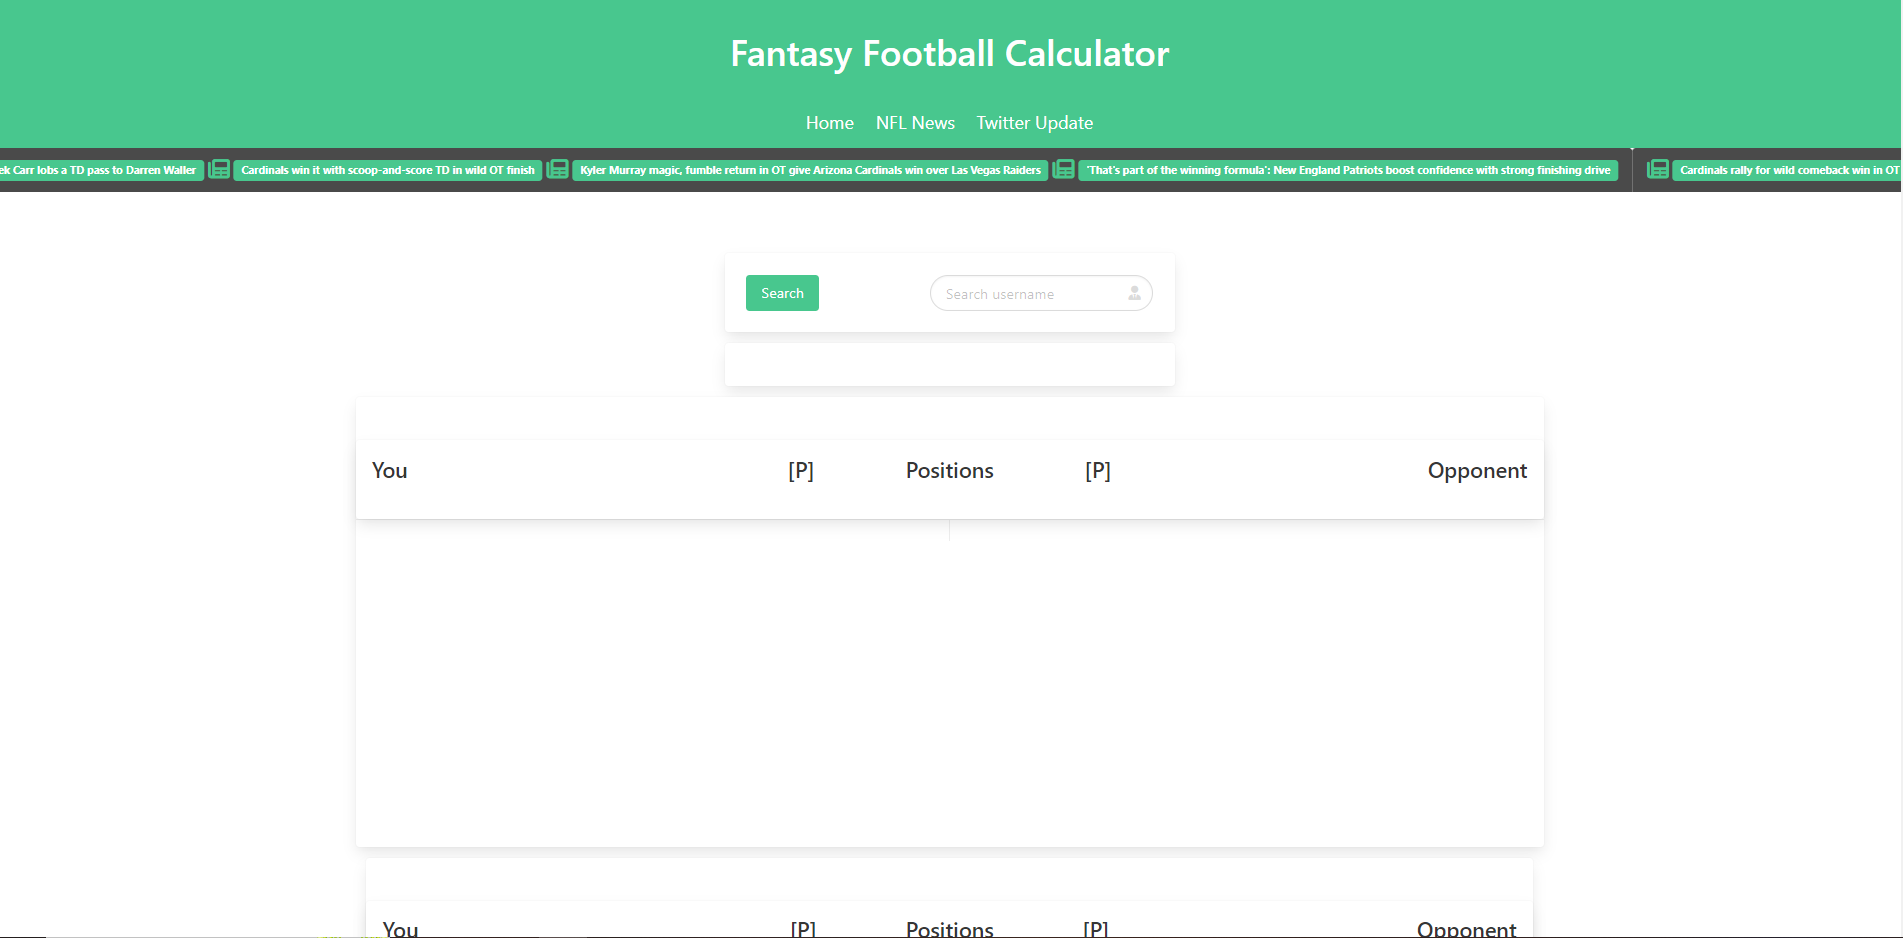 Fantasy Football Calculator
Home NFL News Twitter Update
ek Carr lobs a TD pass to Darren Waller Cardinals win it with scoop-and-score TD in wild OT finish Kyler Murray magic, fumble return in OT give Arizona Cardinals win over Las Vegas Raiders 'That's part of the winning formula': New England Patriots boost confidence with strong finishing drive Cardinals rally for wild comeback win in OT
Search Search username
You [P] Positions [P] Opponent
You [P] Positions [P] Opponent